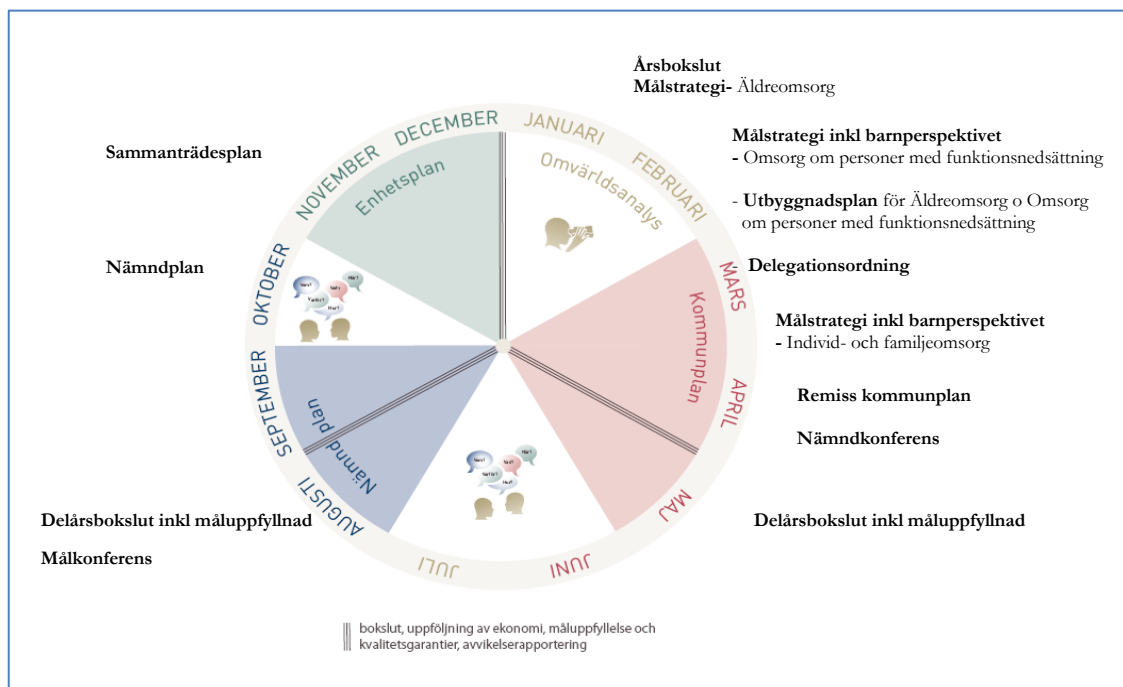 Årsbokslut
Målstrategi- Äldreomsorg
Målstrategi inkl barnperspektivet
- Omsorg om personer med funktionsnedsättning
- Utbyggnadsplan för Äldreomsorg o Omsorg
om personer med funktionsnedsättning
- Delegationsordning
Målstrategi inkl barnperspektivet
- Individ- och familjeomsorg
Remiss kommunplan
Nämndkonferens
Delårsbokslut inkl måluppfyllnad
Sammanträdesplan
Nämndplan
Delårsbokslut inkl måluppfyllnad
Målkonferens
JANUARI
FEBRUARI
MARS
APRIL
MAJ
JUNI
JULI
AUGUSTI
SEPTEMBER
OKTOBER
NOVEMBER
DECEMBER
Omvärldsanalys
Kommunplan
Nämnd plan
Enhetsplan
bokslut, uppföljning av ekonomi, måluppfyllelse och
kvalitetsgarantier, avvikelserapportering